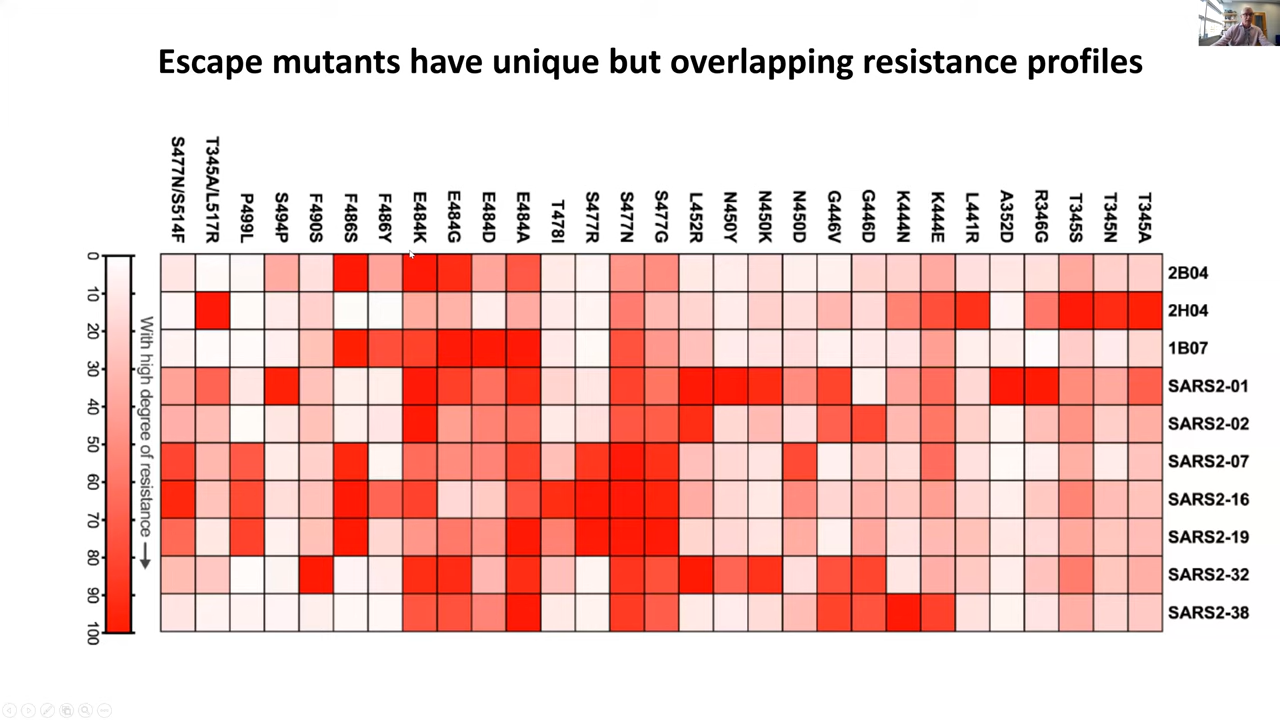 Escape mutants have unique but overlapping resistance profiles
S477N/S514F
T345A/L517R
P499L
S494P
F490S
F486S
F486Y
E484K
E484G
E484D
E484A
T478I
S477R
S477N
S477G
L452R
N450Y
N450K
N450D
G446V
G446D
K444N
K444E
L441R
A352D
R346G
T345S
T345N
T345A
0
10
20
30
40
50
60
70
80
90
100
With high degree of resistance
2B04
2H04
1B07
SARS2-01
SARS2-02
SARS2-07
SARS2-16
SARS2-19
SARS2-32
SARS2-38